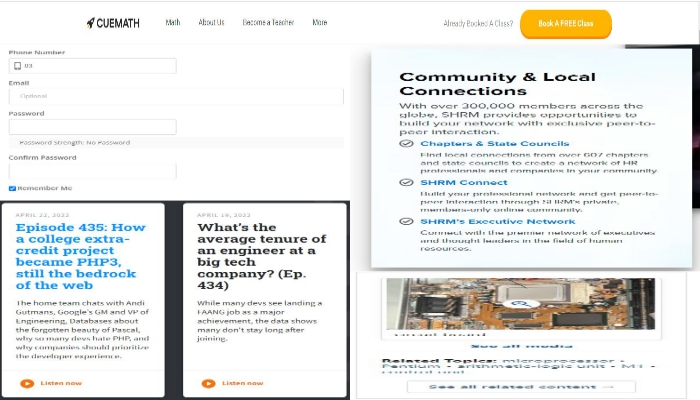 CUEMATH
Math About Us Become a Teacher More
Already Booked A Class? Book A FREE Class
Phone Number
03
Email
Optional
Password
Password Strength: No Password
Confirm Password
Remember Me
APRIL 22, 2022
Episode 435: How
a college extra-
credit project
became PHP3,
still the bedrock
of the web
The home team chats with Andi
Gutmans, Google's GM and VP of
Engineering, Databases about
the forgotten beauty of Pascal,
why so many devs hate PHP, and
why companies should prioritize
the developer experience.
Listen now
APRIL 19, 2022
What's the
average tenure of
an engineer at a
big tech
company? (Ep.
434)
While many devs see landing a
FAANG job as a major
achievement, the data shows
many don't stay long after
joining.
Listen now
Community & Local
Connections
With over 300,000 members across the
globe, SHRM provides opportunities to
build your network with exclusive peer-to-
peer interaction.
Chapters & State Councils
Find local connections from over 607 chapters
and state councils to create a network of HR
professionals and companies in your community.
SHRM Connect
Build your professional network and get peer-to-
peer interaction through SHRM's private,
members-only online community.
SHRM's Executive Network
Connect with the premier network of executives
and thought leaders in the field of human
resources.
See all media
Related Topics: microprocessor •
Pentium • arithmetic-logic unit • M1 •
control unit
See all related content →